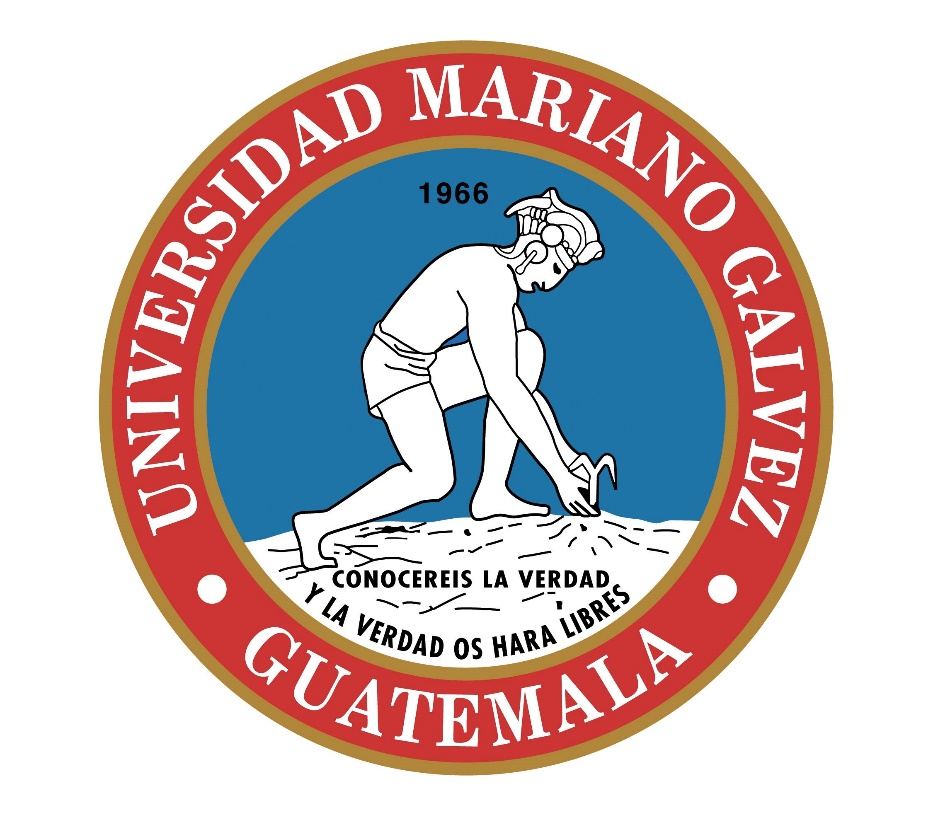 UNIVERSIDAD MARIANO GALVEZ
1966
CONOCEREIS LA VERDAD
Y LA VERDAD OS HARA LIBRES
GUATEMALA